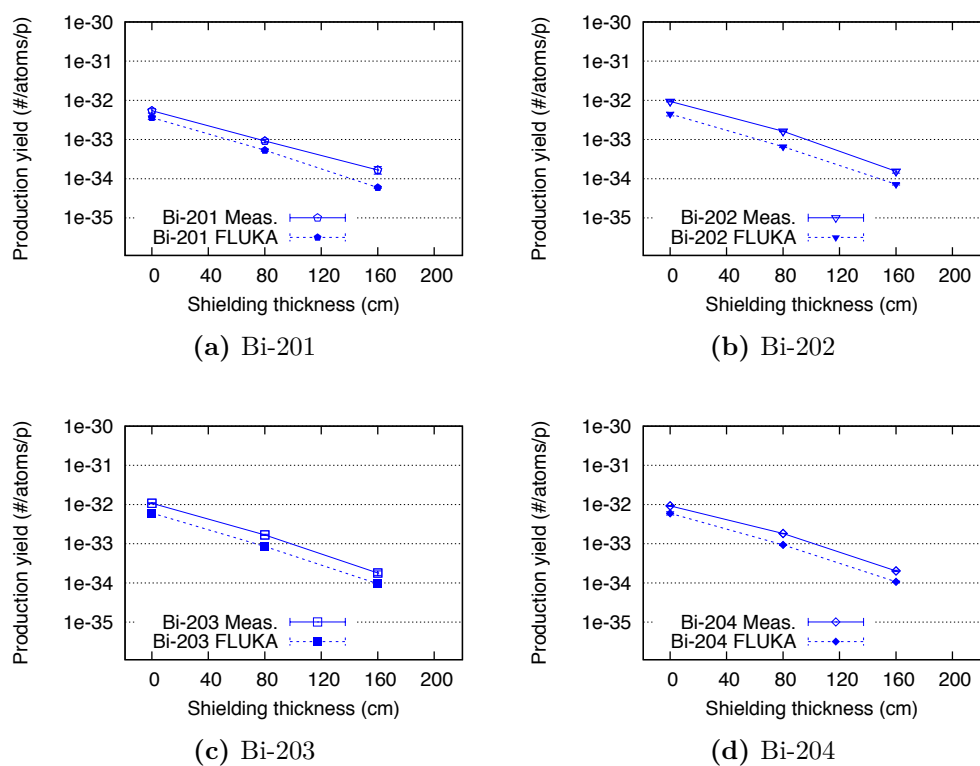 Production yield (#/atoms/p)
1e-30
1e-31
1e-32
1e-33
1e-34
1e-35
Bi-201 Meas.
Bi-201 FLUKA
0 40 80 120 160 200
Shielding thickness (cm)
(a) Bi-201
Production yield (#/atoms/p)
1e-30
1e-31
1e-32
1e-33
1e-34
1e-35
Bi-202 Meas.
Bi-202 FLUKA
0 40 80 120 160 200
Shielding thickness (cm)
(b) Bi-202
Production yield (#/atoms/p)
1e-30
1e-31
1e-32
1e-33
1e-34
1e-35
Bi-203 Meas.
Bi-203 FLUKA
0 40 80 120 160 200
Shielding thickness (cm)
(c) Bi-203
Production yield (#/atoms/p)
1e-30
1e-31
1e-32
1e-33
1e-34
1e-35
Bi-204 Meas.
Bi-204 FLUKA
0 40 80 120 160 200
Shielding thickness (cm)
(d) Bi-204